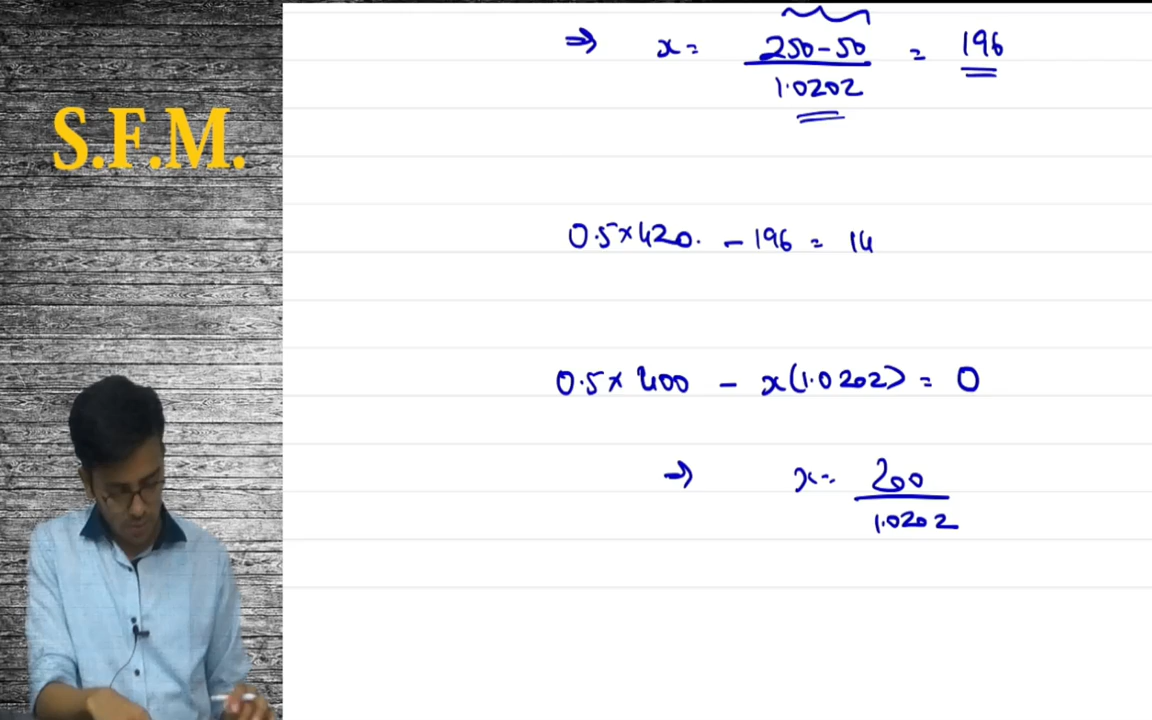 S.F.M.
⇒ x = 250 - 50 / 1.0202 = 196
0.5 × 420. - 196 = 14
0.5 × 400 - x(1.0202) = 0
⇒ x = 200 / 1.0202